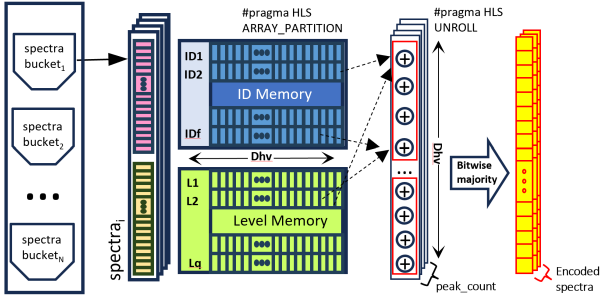 spectra
bucket1
spectra
bucket2
spectra
bucketN
spectrai
#pragma HLS
ARRAY_PARTITION
ID1
ID2
ID Memory
IDf
Dhv
L1
L2
Level Memory
Lq
#pragma HLS
UNROLL
Dhv
peak_count
Bitwise
majority
Encoded
spectra